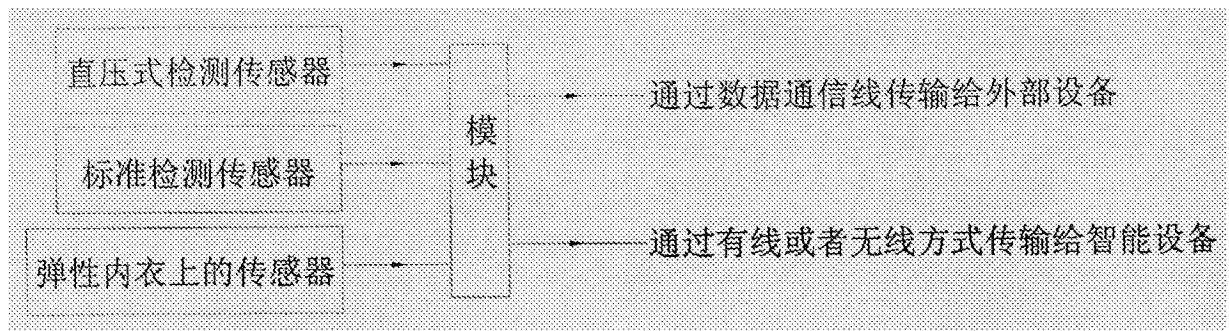 直压式检测传感器
标准检测传感器
弹性内衣上的传感器
模块
通过数据通信线传输给外部设备
通过有线或者无线方式传输给智能设备